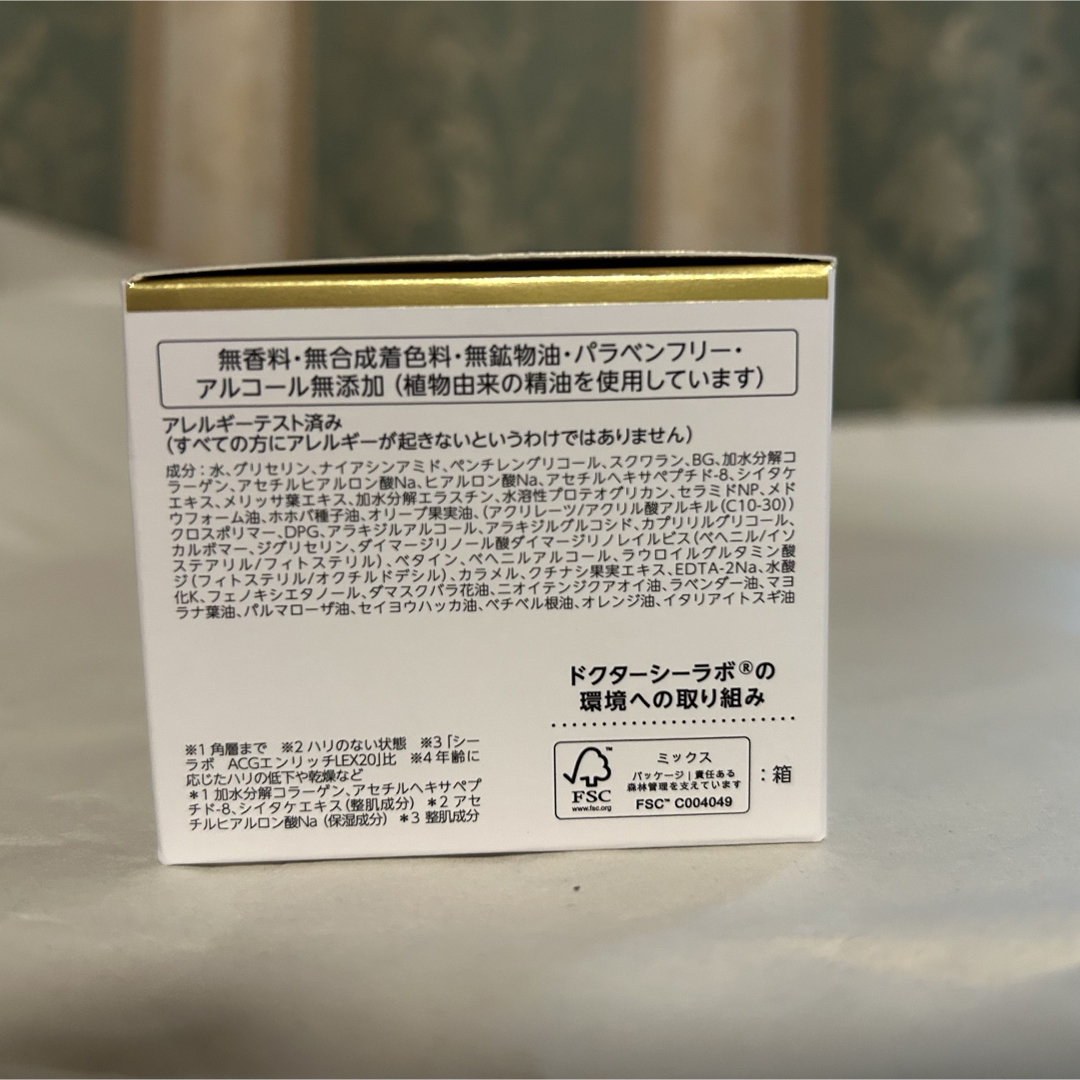 無香料・無合成着色料・無鉱物油・パラベンフリー・
アルコール無添加（植物由来の精油を使用しています）
アレルギーテスト済み
（すべての方にアレルギーが起きないというわけではありません）
成分：水、グリセリン、ナイアシンアミド、ペンチレングリコール、スクワラン、BG、加水分解コ
ラーゲン、アセチルヒアルロン酸Na、ヒアルロン酸Na、アセチルヘキサペプチド-8、シイタケ
エキス、メリッサ葉エキス、加水分解エラスチン、水溶性プロテオグリカン、セラミドNP、メド
ウフォーム油、ホホバ種子油、オリーブ果実油、（アクリレーツ/アクリル酸アルキル（C10-30））
クロスポリマー、DPG、アラキジルアルコール、アラキジルグルコシド、カプリリルグリコール、
カルボマー、ジグリセリン、ダイマージリノール酸ダイマージリノレイルビス（ベヘニル/イソ
ステアリル/フィトステリル）、ベタイン、ベヘニルアルコール、ラウロイルグルタミン酸
ジ（フィトステリル/オクチルドデシル）、カラメル、クチナシ果実エキス、EDTA-2Na、水酸
化K、フェノキシエタノール、ダマスクバラ花油、ニオイテンジクアオイ油、ラベンダー油、マヨ
ラナ葉油、パルマローザ油、セイヨウハッカ油、ベチベル根油、オレンジ油、イタリアイトスギ油
ドクターシーラボ®の
環境への取り組み
※1 角層まで ※2 ハリのない状態 ※3「シー
ラボ ACGエンリッチLEX20」比 ※4 年齢に
応じたハリの低下や乾燥など
＊1 加水分解コラーゲン、アセチルヘキサペプ
チド-8、シイタケエキス（整肌成分） ＊2 アセ
チルヒアルロン酸Na（保湿成分） ＊3 整肌成分
FSC
www.fsc.org
ミックス
パッケージ｜責任ある
森林管理を支えています
FSC™ C004049
：箱